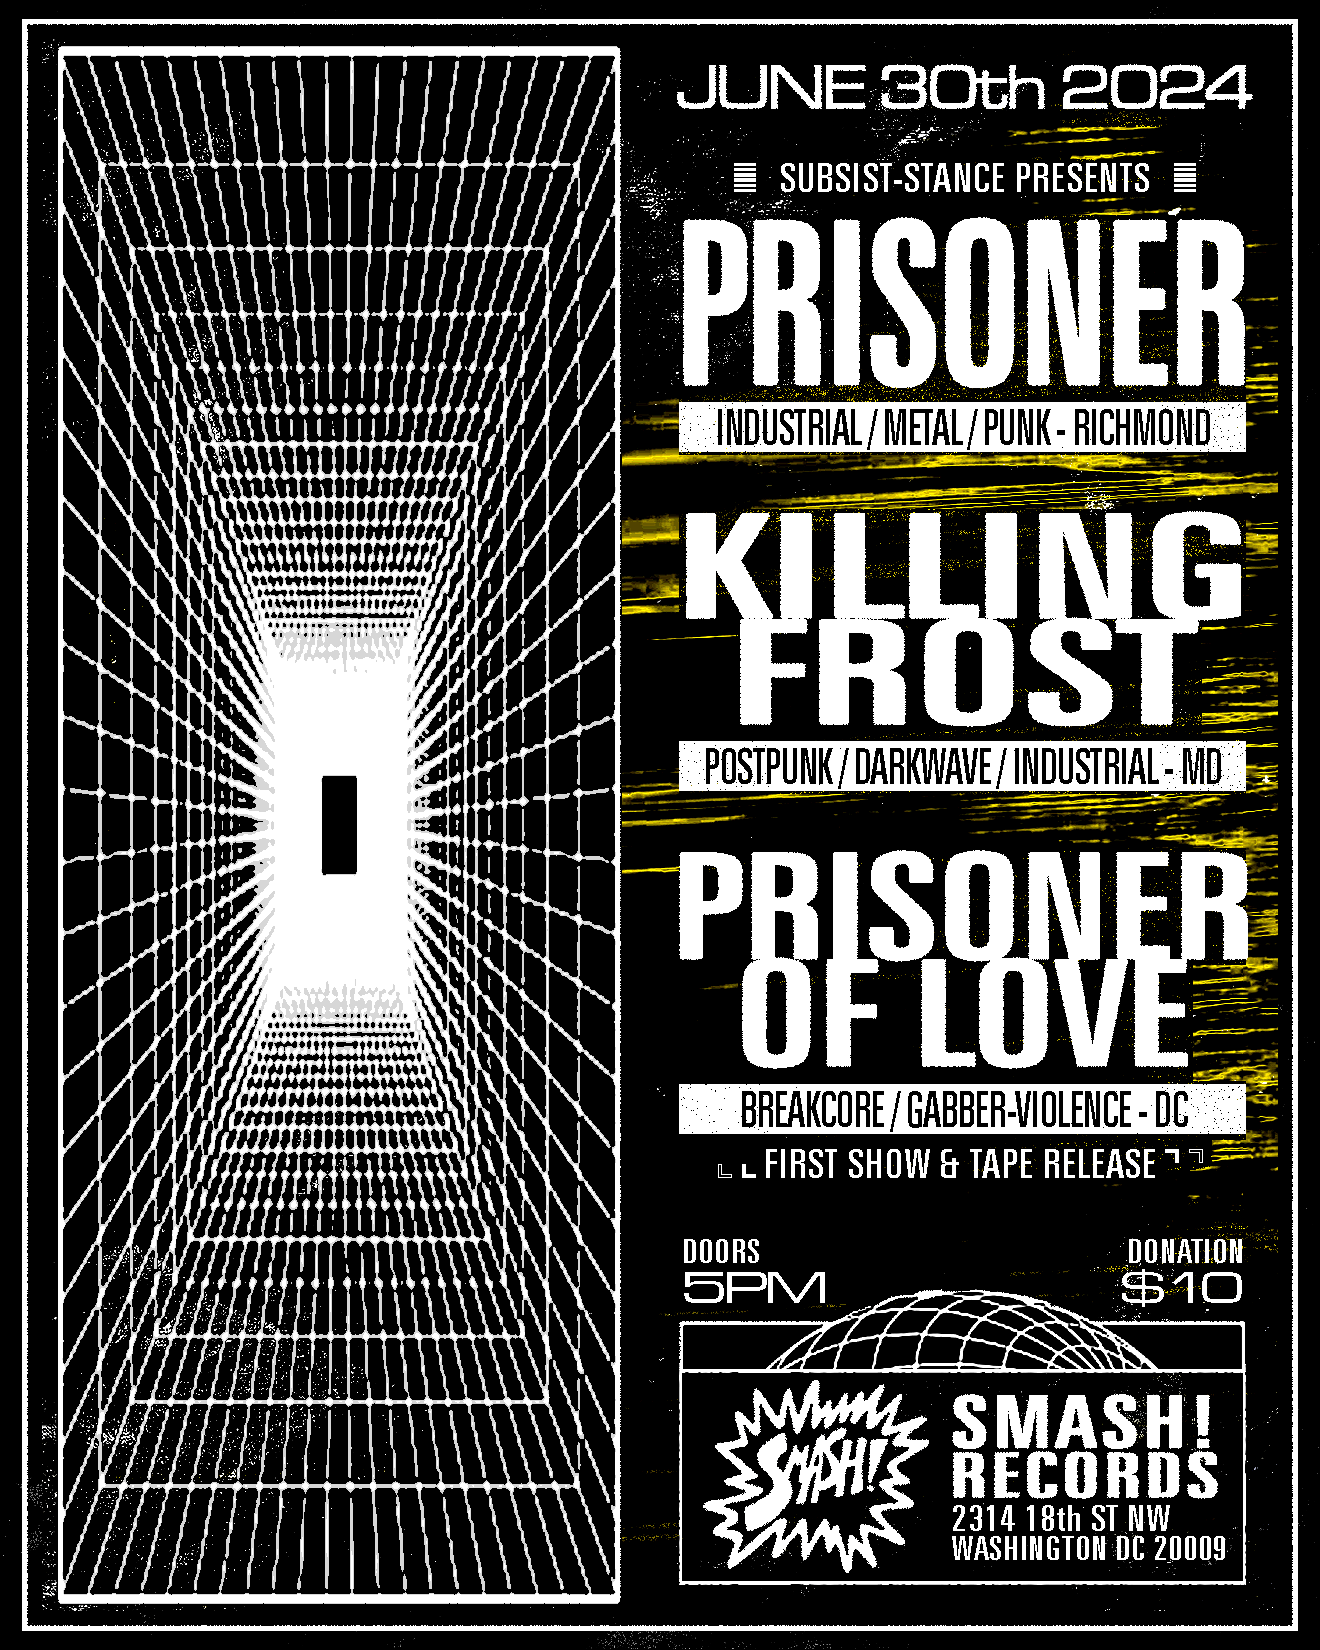 JUNE 30th 2024
SUBSIST-STANCE PRESENTS
PRISONER
INDUSTRIAL / METAL / PUNK - RICHMOND
KILLING
FROST
POSTPUNK / DARKWAVE / INDUSTRIAL - MD
PRISONER
OF LOVE
BREAKCORE / GABBER-VIOLENCE - DC
FIRST SHOW & TAPE RELEASE
DOORS
5PM
DONATION
$10
SMASH!
SMASH!
RECORDS
2314 18th ST NW
WASHINGTON DC 20009